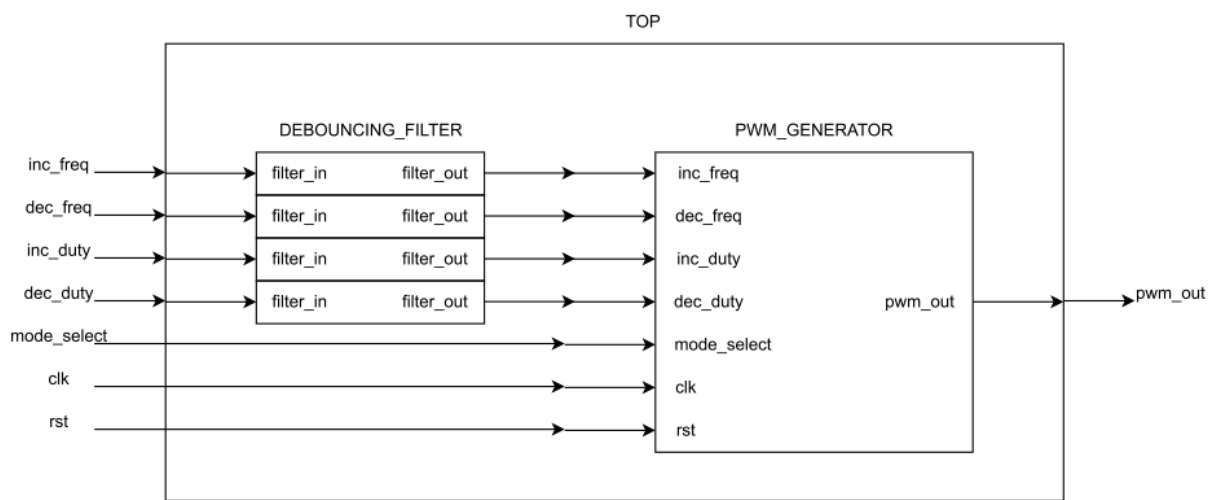 TOP
DEBOUNCING_FILTER
PWM_GENERATOR
inc_freq
filter_in
filter_out
inc_freq
dec_freq
filter_in
filter_out
dec_freq
inc_duty
filter_in
filter_out
inc_duty
dec_duty
filter_in
filter_out
dec_duty
pwm_out
pwm_out
mode_select
mode_select
clk
clk
rst
rst